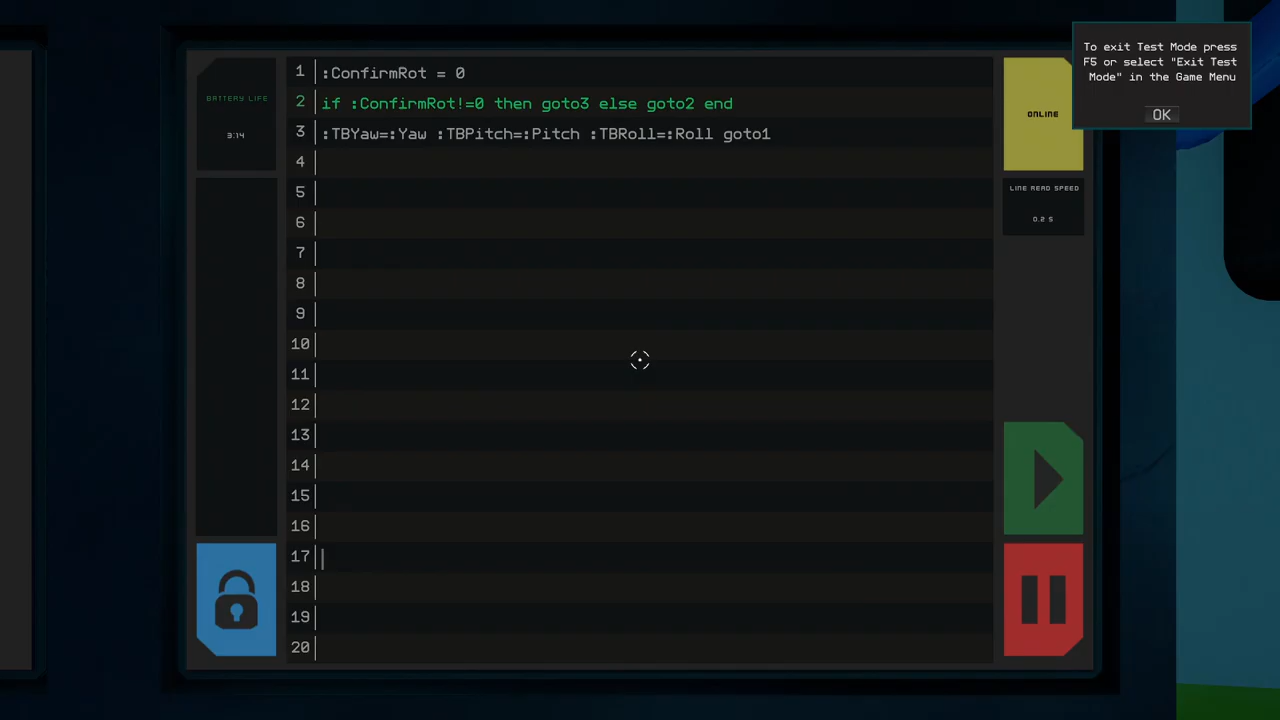 To exit Test Mode press
F5 or select "Exit Test
Mode" in the Game Menu
OK
BATTERY LIFE
3:14
1 :ConfirmRot = 0
2 if :ConfirmRot!=0 then goto3 else goto2 end
3 :TBYaw=:Yaw :TBPitch=:Pitch :TBRoll=:Roll goto1
4
5
6
7
8
9
10
11
12
13
14
15
16
17
18
19
20
ONLINE
LINE READ SPEED
0.2 S